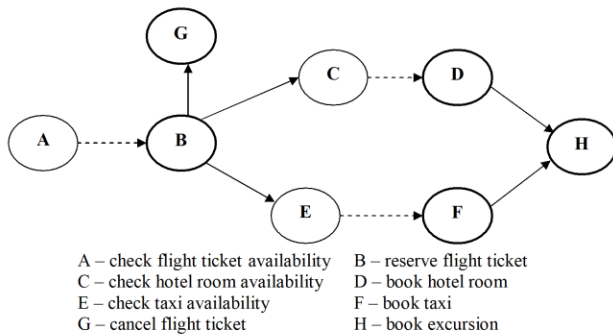 G
C
D
A
B
H
E
F
A – check flight ticket availability B – reserve flight ticket
C – check hotel room availability D – book hotel room
E – check taxi availability F – book taxi
G – cancel flight ticket H – book excursion